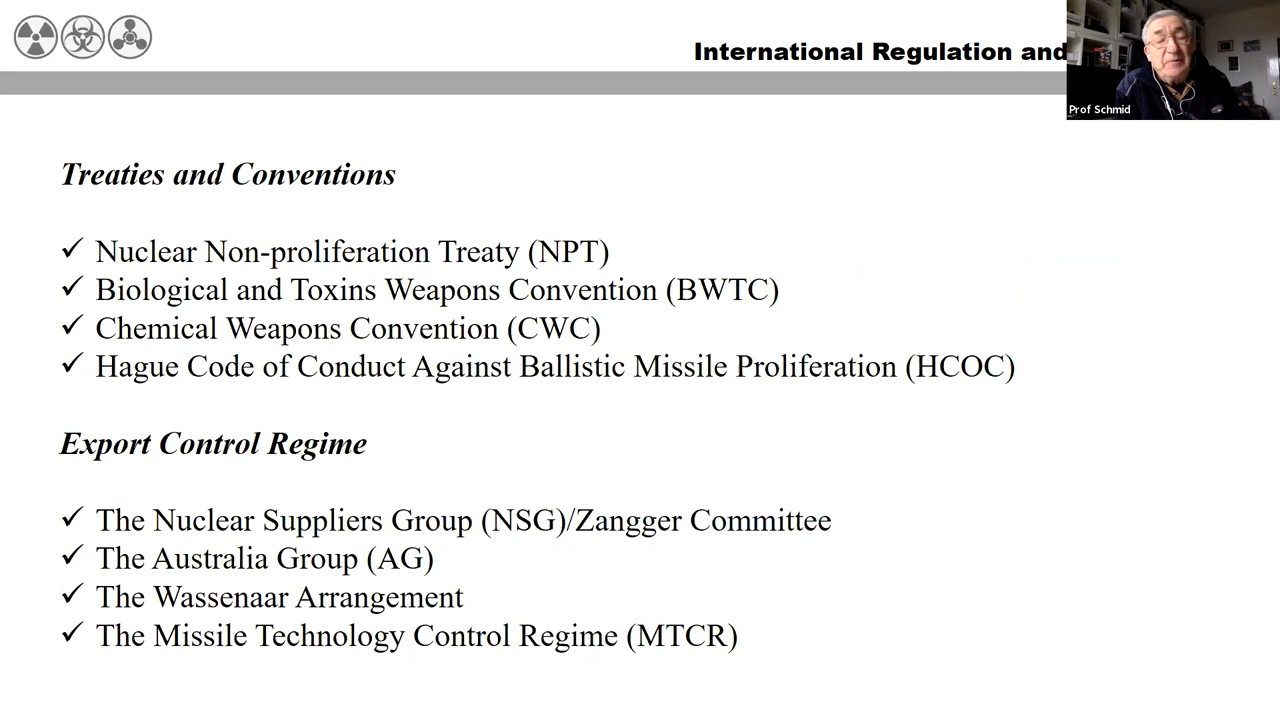 International Regulation and
Prof Schmid
Treaties and Conventions
✓ Nuclear Non-proliferation Treaty (NPT)
✓ Biological and Toxins Weapons Convention (BWTC)
✓ Chemical Weapons Convention (CWC)
✓ Hague Code of Conduct Against Ballistic Missile Proliferation (HCOC)
Export Control Regime
✓ The Nuclear Suppliers Group (NSG)/Zangger Committee
✓ The Australia Group (AG)
✓ The Wassenaar Arrangement
✓ The Missile Technology Control Regime (MTCR)